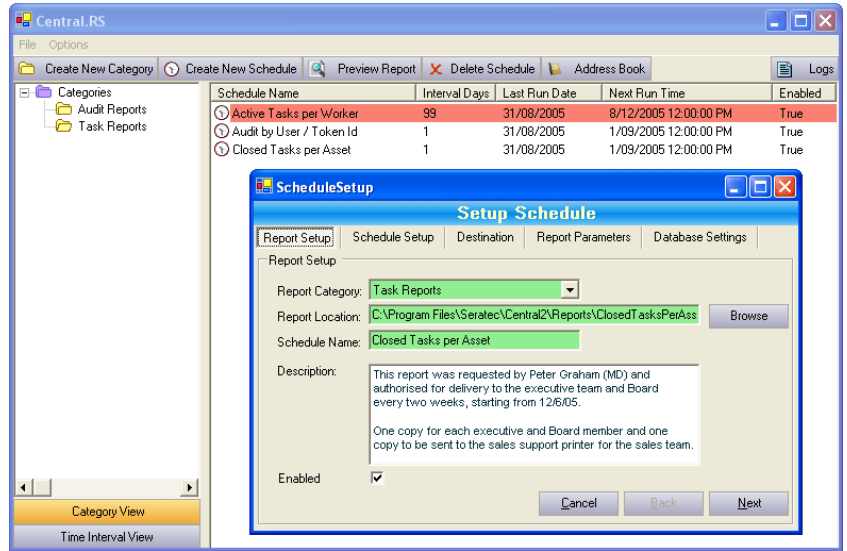 Central.RS
File Options
Create New Category Create New Schedule Preview Report Delete Schedule Address Book Logs
Categories
Audit Reports
Task Reports
Schedule Name Interval Days Last Run Date Next Run Time Enabled
Active Tasks per Worker 99 31/08/2005 8/12/2005 12:00:00 PM True
Audit by User / Token Id 1 31/08/2005 1/09/2005 12:00:00 PM True
Closed Tasks per Asset 1 31/08/2005 1/09/2005 12:00:00 PM True
ScheduleSetup
Setup Schedule
Report Setup Schedule Setup Destination Report Parameters Database Settings
Report Setup
Report Category: Task Reports
Report Location: C:\Program Files\Seratec\Central2\Reports\ClosedTasksPerAss Browse
Schedule Name: Closed Tasks per Asset
Description: This report was requested by Peter Graham (MD) and
authorised for delivery to the executive team and Board
every two weeks, starting from 12/6/05.
One copy for each executive and Board member and one
copy to be sent to the sales support printer for the sales team.
Enabled
Cancel Back Next
Category View
Time Interval View